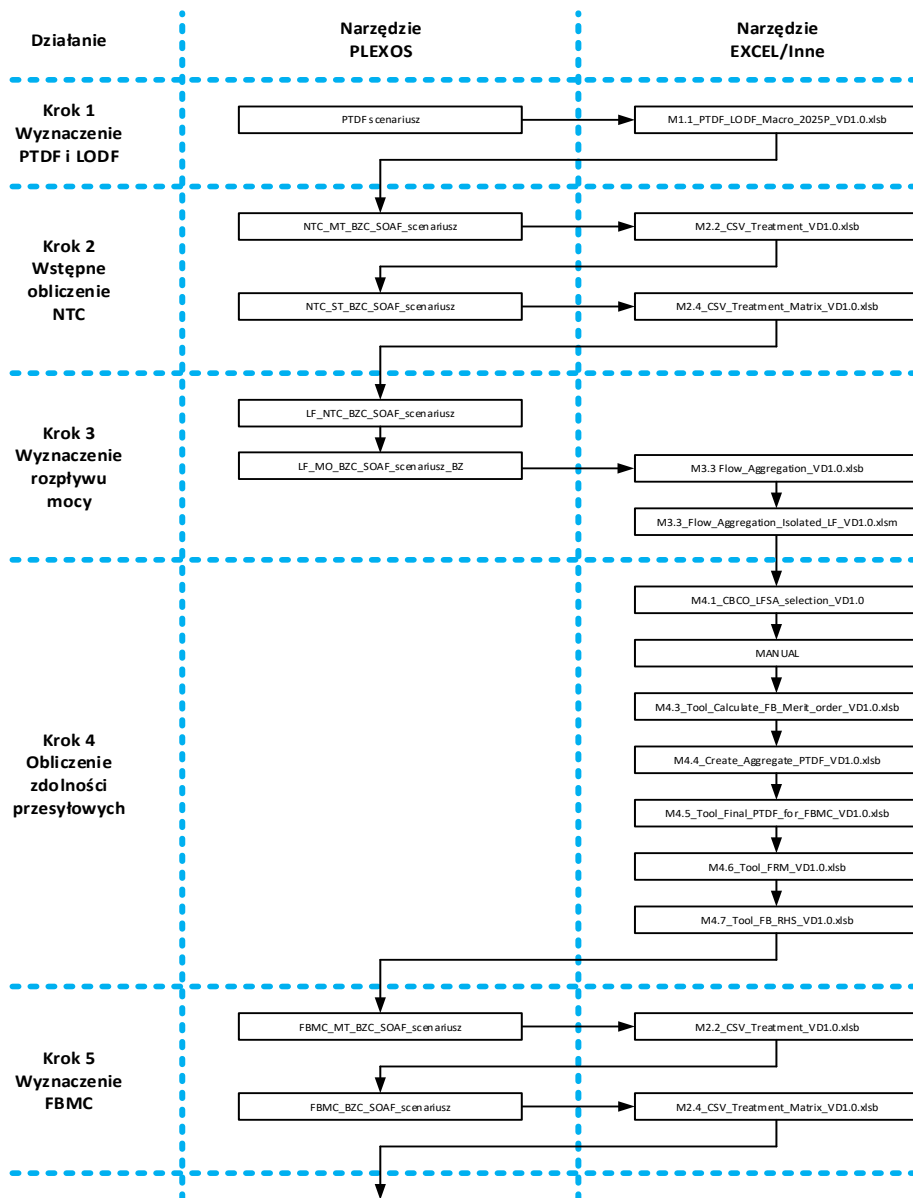 Działanie
Narzędzie
PLEXOS
Narzędzie
EXCEL/Inne
Krok 1
Wyznaczenie
PTDF i LODF
PTDF scenariusz
M1.1_PTDF_LODF_Macro_2025P_VD1.0.xlsb
Krok 2
Wstępne
obliczenie
NTC
NTC_MT_BZC_SOAF_scenariusz
M2.2_CSV_Treatment_VD1.0.xlsb
NTC_ST_BZC_SOAF_scenariusz
M2.4_CSV_Treatment_Matrix_VD1.0.xlsb
Krok 3
Wyznaczenie
rozpływu
mocy
LF_NTC_BZC_SOAF_scenariusz
LF_MO_BZC_SOAF_scenariusz_BZ
M3.3 Flow_Aggregation_VD1.0.xlsb
M3.3_Flow_Aggregation_Isolated_LF_VD1.0.xlsm
Krok 4
Obliczenie
zdolności
przesyłowych
M4.1_CBCO_LFSA_selection_VD1.0
MANUAL
M4.3_Tool_Calculate_FB_Merit_order_VD1.0.xlsb
M4.4_Create_Aggregate_PTDF_VD1.0.xlsb
M4.5_Tool_Final_PTDF_for_FBMC_VD1.0.xlsb
M4.6_Tool_FRM_VD1.0.xlsb
M4.7_Tool_FB_RHS_VD1.0.xlsb
Krok 5
Wyznaczenie
FBMC
FBMC_MT_BZC_SOAF_scenariusz
M2.2_CSV_Treatment_VD1.0.xlsb
FBMC_BZC_SOAF_scenariusz
M2.4_CSV_Treatment_Matrix_VD1.0.xlsb